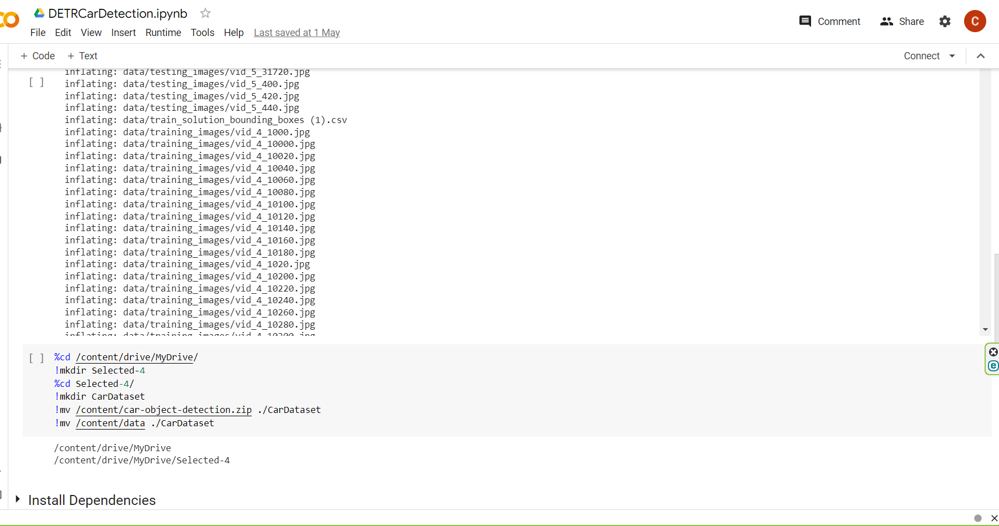 DETRCarDetection.ipynb
File Edit View Insert Runtime Tools Help Last saved at 1 May
Comment Share C
+ Code + Text
Connect
inflating: data/testing_images/vid_5_31720.jpg
[ ] inflating: data/testing_images/vid_5_400.jpg
inflating: data/testing_images/vid_5_420.jpg
inflating: data/testing_images/vid_5_440.jpg
inflating: data/train_solution_bounding_boxes (1).csv
inflating: data/training_images/vid_4_1000.jpg
inflating: data/training_images/vid_4_10000.jpg
inflating: data/training_images/vid_4_10020.jpg
inflating: data/training_images/vid_4_10040.jpg
inflating: data/training_images/vid_4_10060.jpg
inflating: data/training_images/vid_4_10080.jpg
inflating: data/training_images/vid_4_10100.jpg
inflating: data/training_images/vid_4_10120.jpg
inflating: data/training_images/vid_4_10140.jpg
inflating: data/training_images/vid_4_10160.jpg
inflating: data/training_images/vid_4_10180.jpg
inflating: data/training_images/vid_4_1020.jpg
inflating: data/training_images/vid_4_10200.jpg
inflating: data/training_images/vid_4_10220.jpg
inflating: data/training_images/vid_4_10240.jpg
inflating: data/training_images/vid_4_10260.jpg
inflating: data/training_images/vid_4_10280.jpg
inflating: data/training_images/vid_4_10300.jpg
[ ] %cd /content/drive/MyDrive/
!mkdir Selected-4
%cd Selected-4/
!mkdir CarDataset
!mv /content/car-object-detection.zip ./CarDataset
!mv /content/data ./CarDataset
/content/drive/MyDrive
/content/drive/MyDrive/Selected-4
Install Dependencies